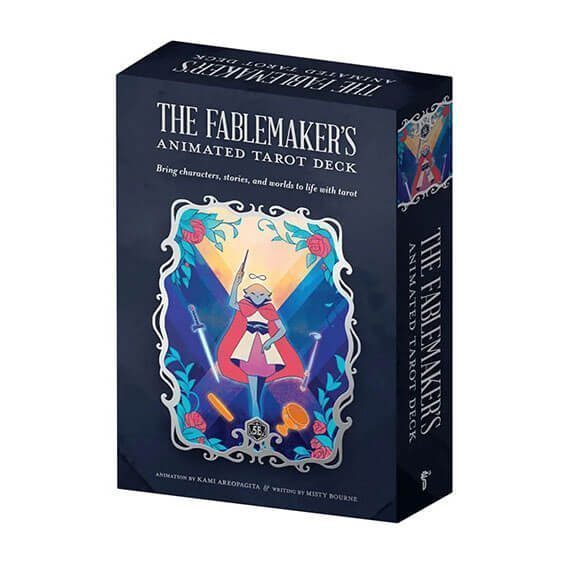 THE FABLEMAKER'S
ANIMATED TAROT DECK
THE FABLEMAKER'S
ANIMATED TAROT DECK
Bring characters, stories, and worlds to life with tarot
5E
ANIMATION BY KAMI AREOPAGITA & WRITING BY MISTY BOURNE
THE FABLEMAKER'S
ANIMATED TAROT DECK